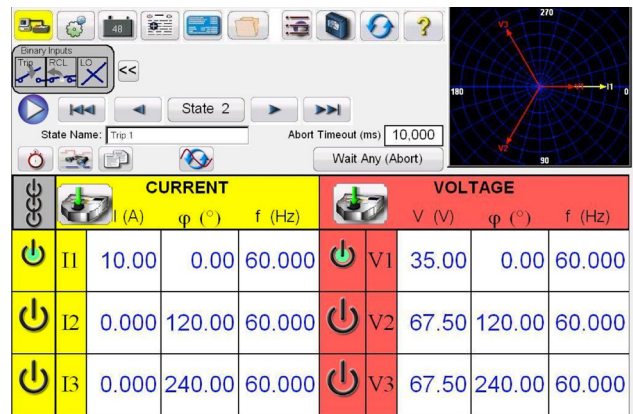 48
?
Binary Inputs
Trip RCL LO
<<
State 2
State Name: Trip 1 Abort Timeout (ms) 10,000
Wait Any (Abort)
270
V3
180 V1 I1 0
V2
90
CURRENT VOLTAGE
I (A) φ (°) f (Hz) V (V) φ (°) f (Hz)
I1 10.00 0.00 60.000 V1 35.00 0.00 60.000
I2 0.000 120.00 60.000 V2 67.50 120.00 60.000
I3 0.000 240.00 60.000 V3 67.50 240.00 60.000